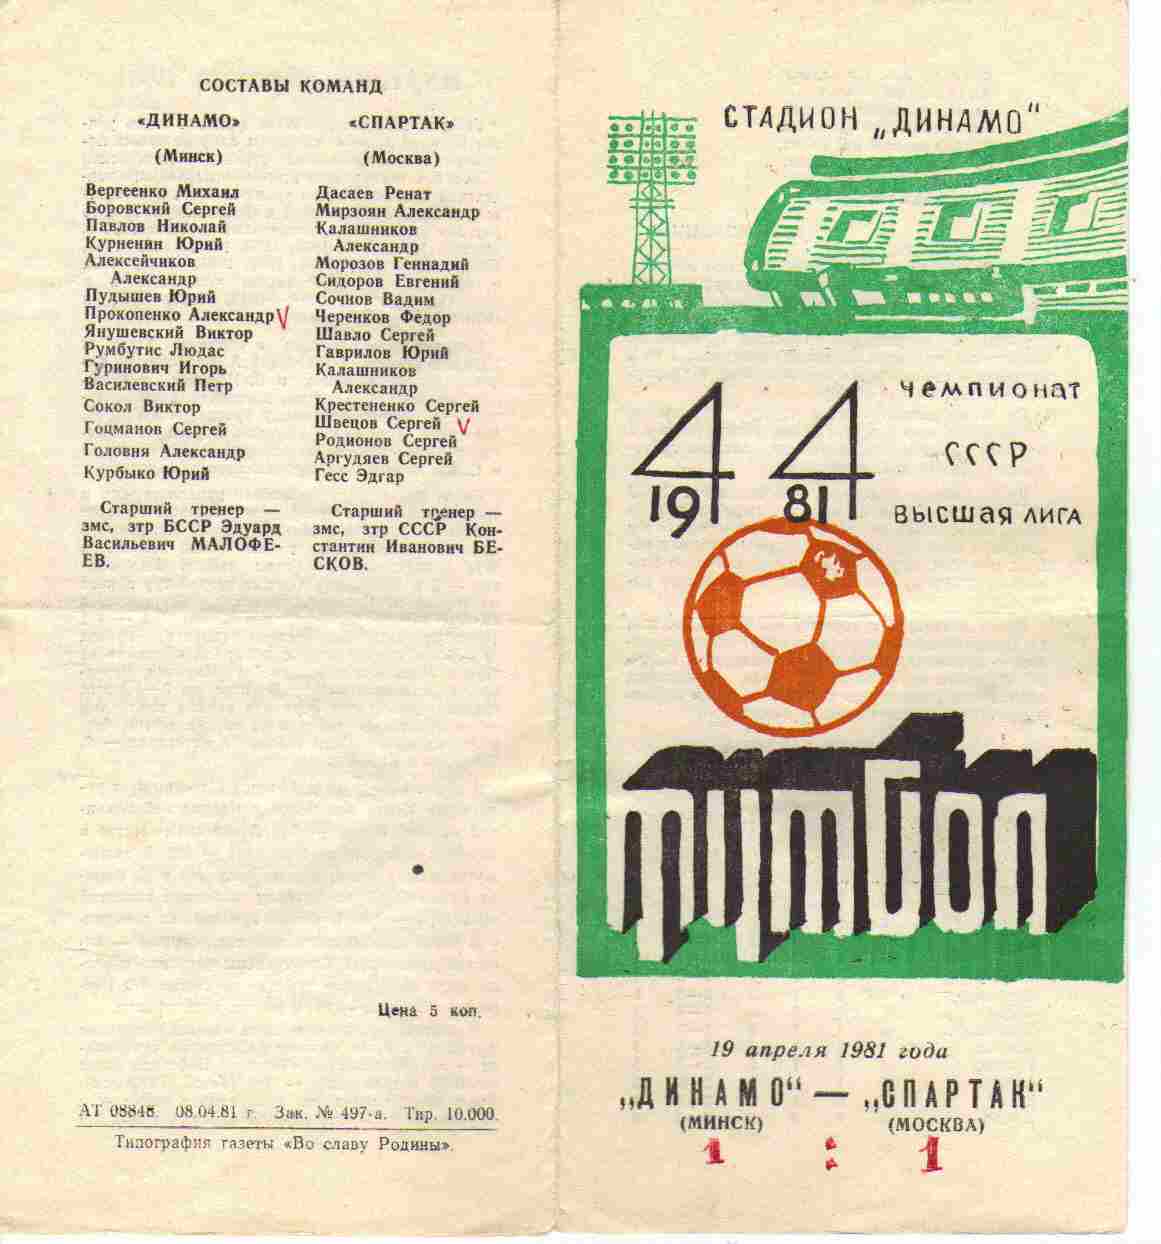 СОСТАВЫ КОМАНД
«ДИНАМО»
(Минск)
Вергеенко Михаил
Боровский Сергей
Павлов Николай
Курненин Юрий
Алексейчиков
Александр
Пудышев Юрий
Прокопенко Александр V
Янушевский Виктор
Румбутис Людас
Гуринович Игорь
Василевский Петр
Сокол Виктор
Гоцманов Сергей
Головня Александр
Курбыко Юрий
Старший тренер —
змс, зтр БССР Эдуард
Васильевич МАЛОФЕ-
ЕВ.
«СПАРТАК»
(Москва)
Дасаев Ренат
Мирзоян Александр
Калашников
Александр
Морозов Геннадий
Сидоров Евгений
Сочнов Вадим
Черенков Федор
Шавло Сергей
Гаврилов Юрий
Калашников
Александр
Крестененко Сергей
Швецов Сергей V
Родионов Сергей
Аргудяев Сергей
Гесс Эдгар
Старший тренер —
змс, зтр СССР Кон-
стантин Иванович БЕ-
СКОВ.
Цена 5 коп.
АТ 08848. 08.04.81 г. Зак. № 497-а. Тир. 10.000.
Типография газеты «Во славу Родины».
СТАДИОН „ДИНАМО“
44
1981
чемпионат
СССР
высшая лига
футбол
19 апреля 1981 года
„ДИНАМО“ — „СПАРТАК“
(МИНСК) (МОСКВА)
1 : 1